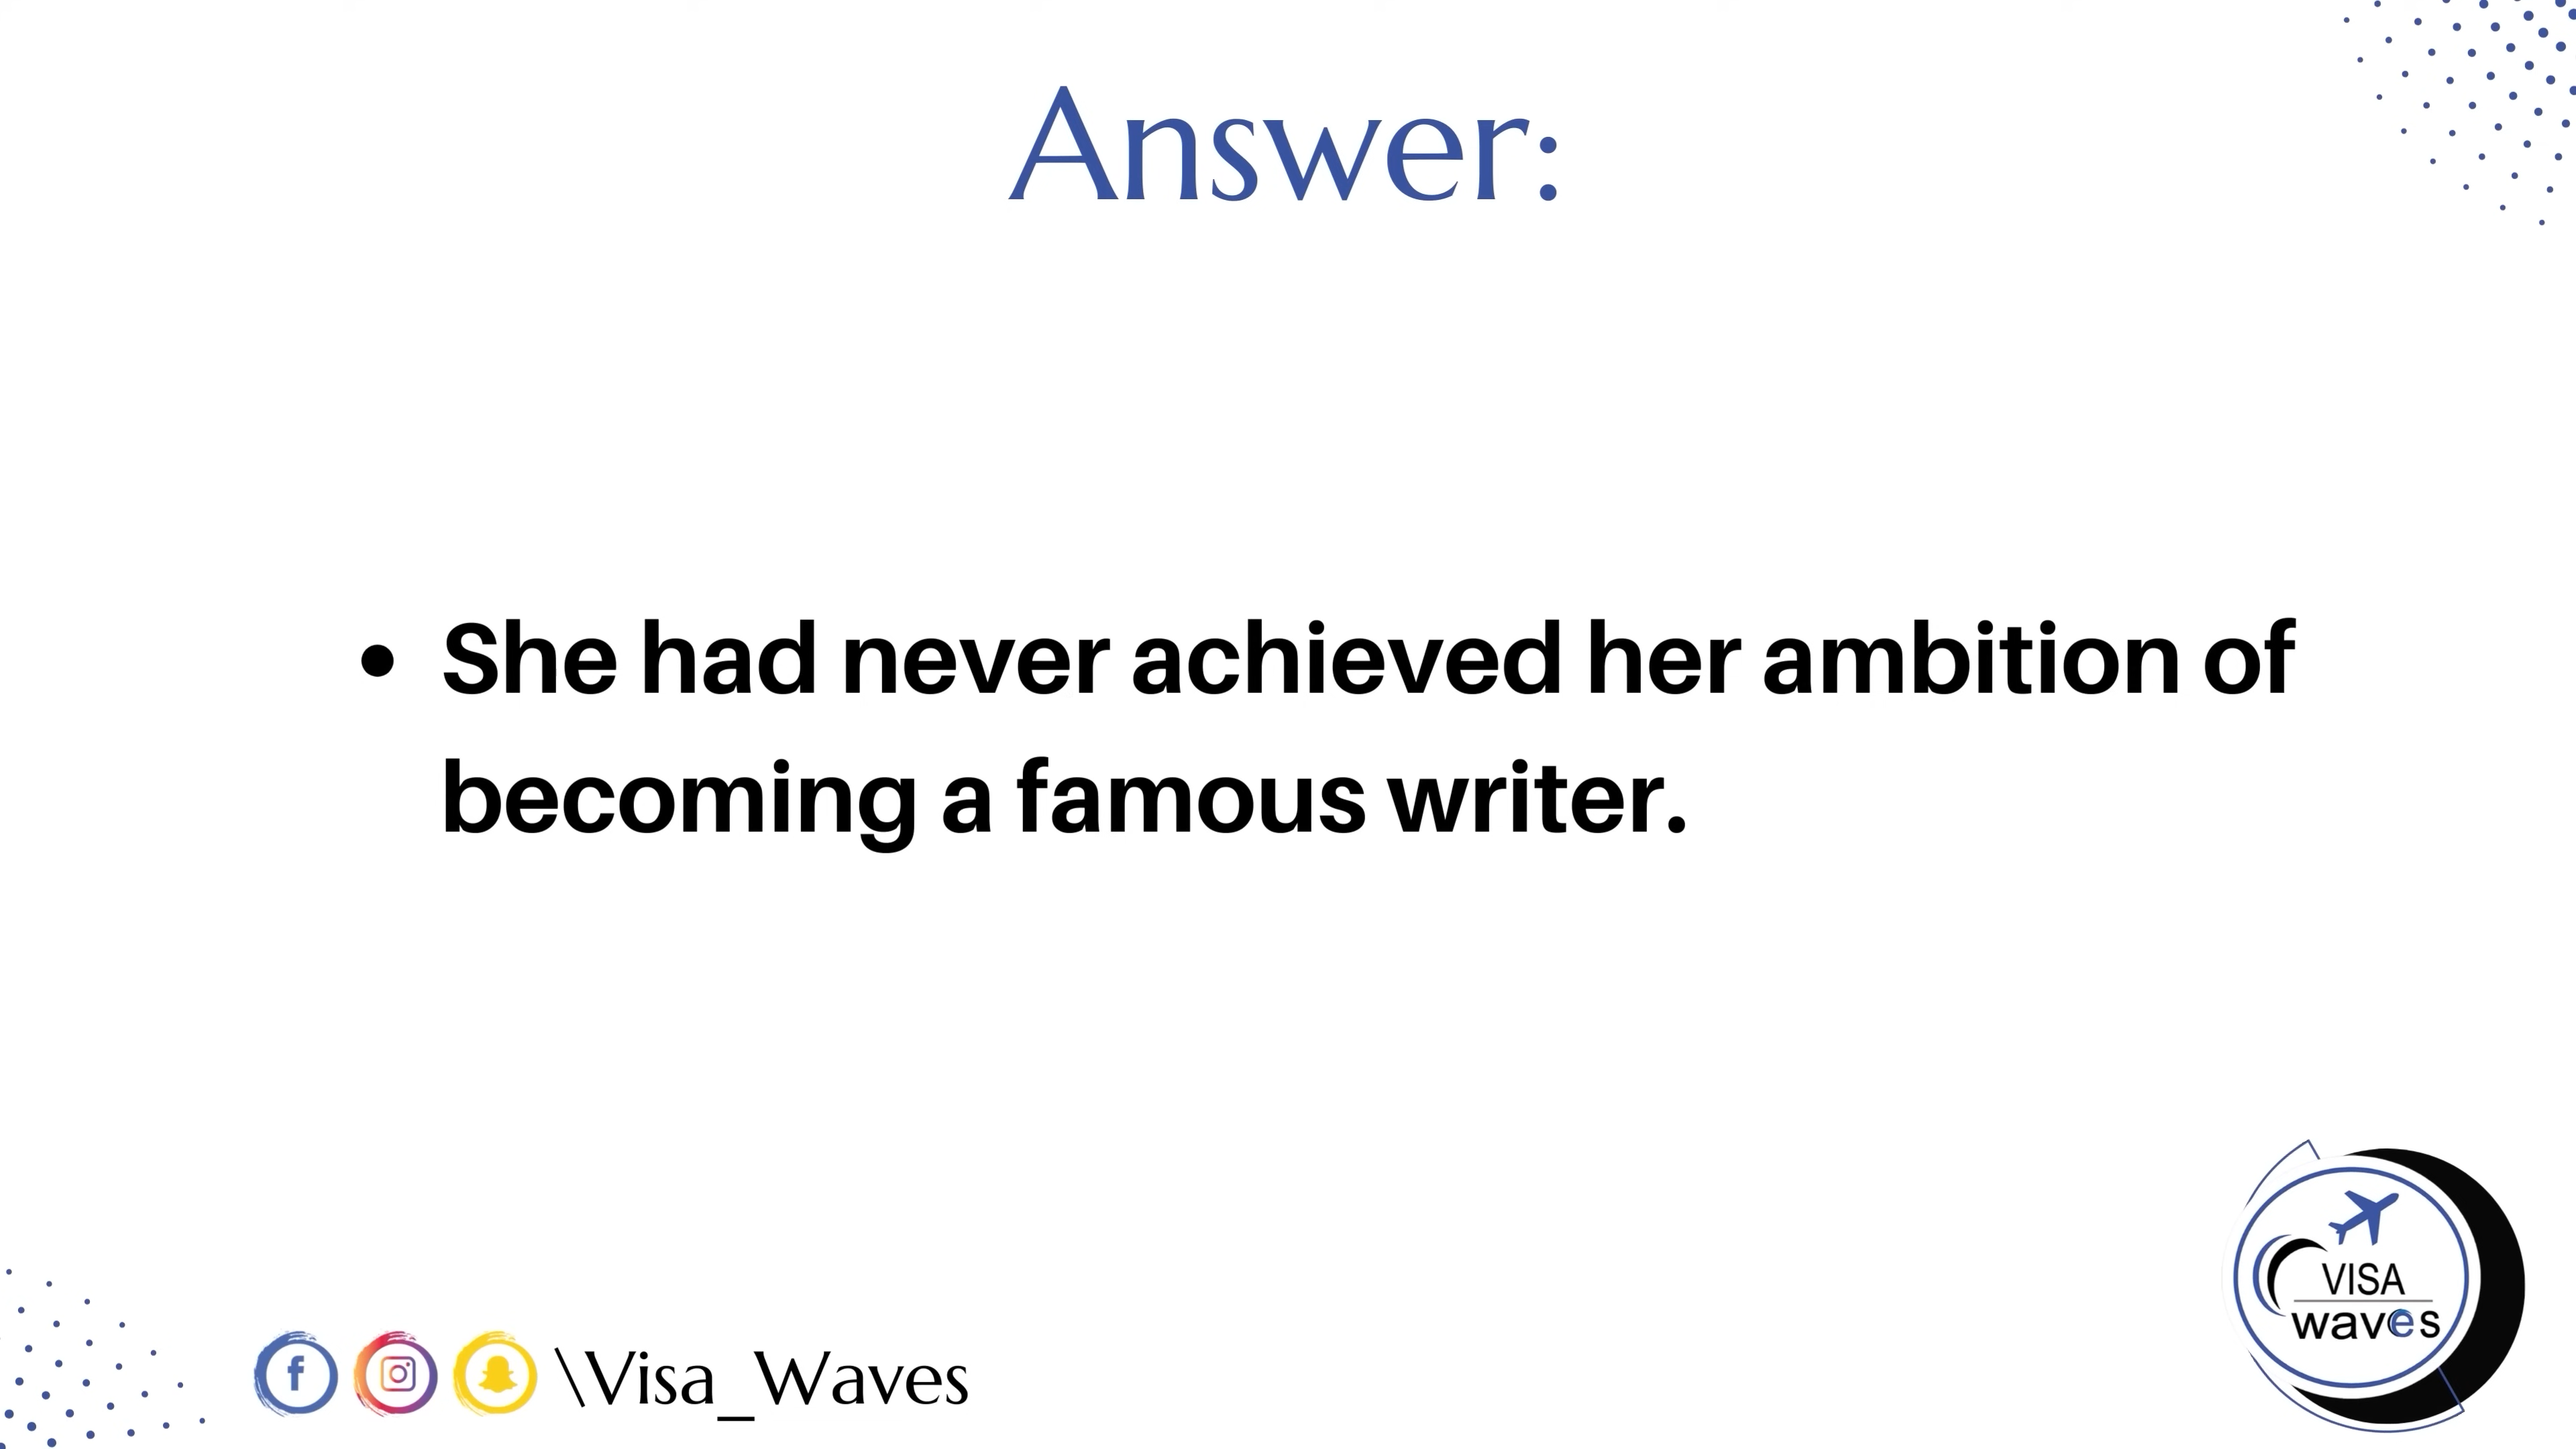 Answer:
• She had never achieved her ambition of
becoming a famous writer.
VISA
waves
\Visa_Waves